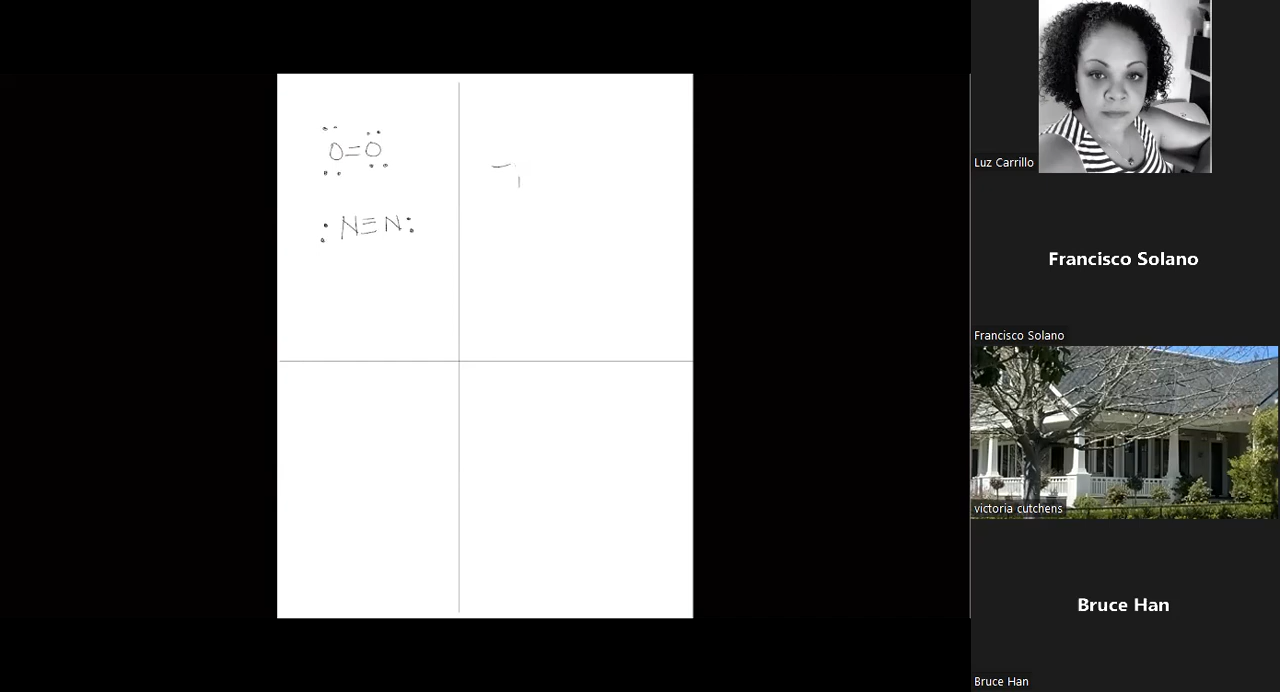 O=O
:N≡N:
Luz Carrillo
Francisco Solano
Francisco Solano
victoria cutchens
Bruce Han
Bruce Han